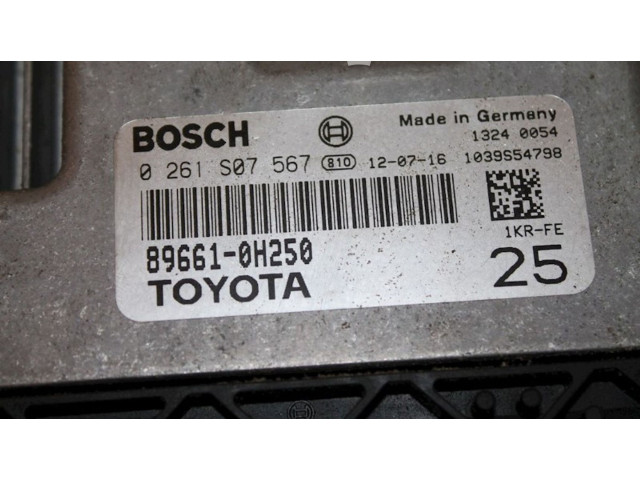 BOSCH
Made in Germany
1324 0054
0 261 S07 567 810 12-07-16 1039S54798
89661-0H250
1KR-FE
TOYOTA
25